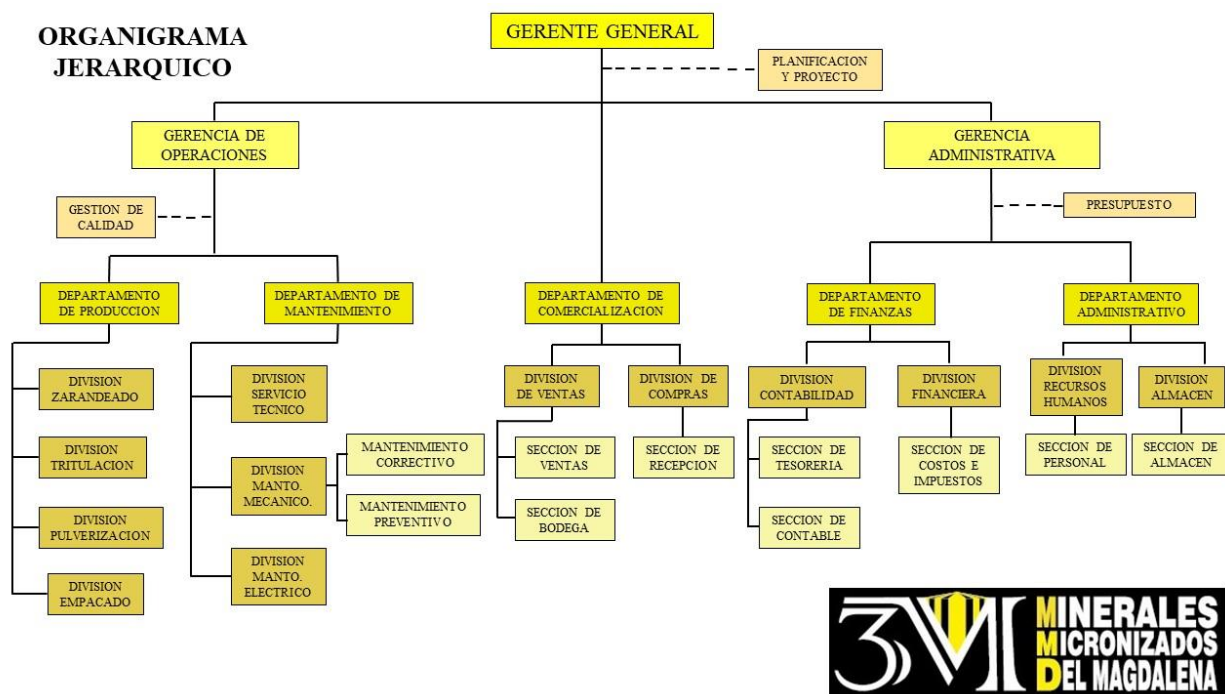 ORGANIGRAMA
JERARQUICO
GERENTE GENERAL
PLANIFICACION
Y PROYECTO
GERENCIA DE
OPERACIONES
GERENCIA
ADMINISTRATIVA
GESTION DE
CALIDAD
PRESUPUESTO
DEPARTAMENTO
DE PRODUCCION
DEPARTAMENTO DE
MANTENIMIENTO
DEPARTAMENTO DE
COMERCIALIZACION
DEPARTAMENTO
DE FINANZAS
DEPARTAMENTO
ADMINISTRATIVO
DIVISION
ZARANDEADO
DIVISION
TRITULACION
DIVISION
PULVERIZACION
DIVISION
EMPACADO
DIVISION
SERVICIO
TECNICO
DIVISION
MANTO.
MECANICO.
MANTENIMIENTO
CORRECTIVO
MANTENIMIENTO
PREVENTIVO
DIVISION
MANTO.
ELECTRICO
DIVISION
DE VENTAS
DIVISION DE
COMPRAS
SECCION DE
VENTAS
SECCION DE
RECEPCION
SECCION DE
BODEGA
DIVISION
CONTABILIDAD
DIVISION
FINANCIERA
SECCION DE
TESORERIA
SECCION DE
COSTOS E
IMPUESTOS
SECCION DE
CONTABLE
DIVISION
RECURSOS
HUMANOS
DIVISION
ALMACEN
SECCION DE
PERSONAL
SECCION DE
ALMACEN
3M
MINERALES
MICRONIZADOS
DEL MAGDALENA